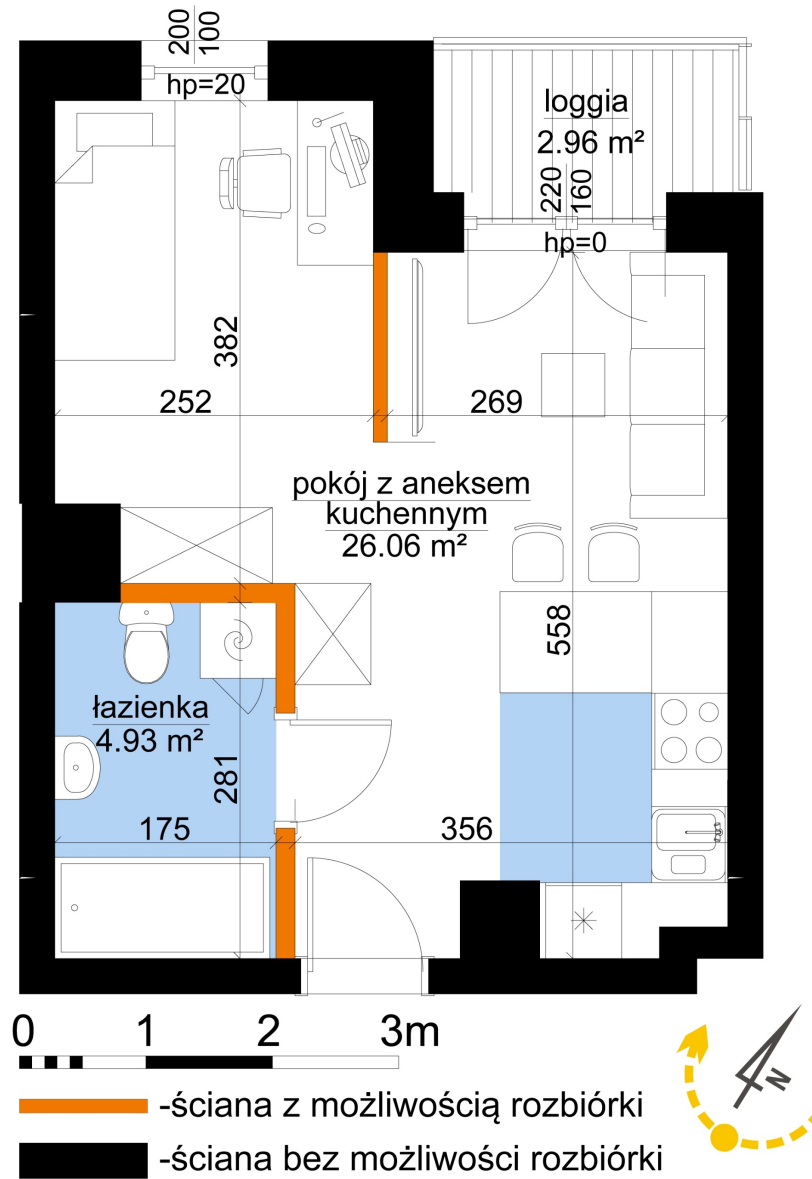 200
100
hp=20
loggia
2.96 m²
220
160
hp=0
382
252
269
pokój z aneksem
kuchennym
26.06 m²
558
łazienka
4.93 m²
281
175
356
0 1 2 3m
N
-ściana z możliwością rozbiórki
-ściana bez możliwości rozbiórki